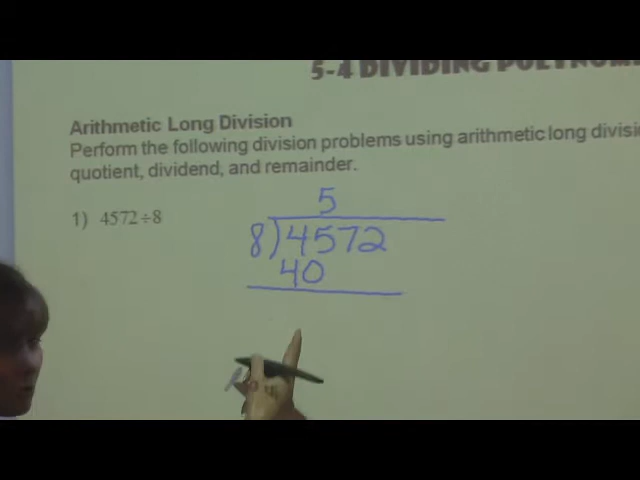 5-4 DIVIDING POLYNOM
Arithmetic Long Division
Perform the following division problems using arithmetic long divisi
quotient, dividend, and remainder.
5
1) 4572÷8
8)4572
40